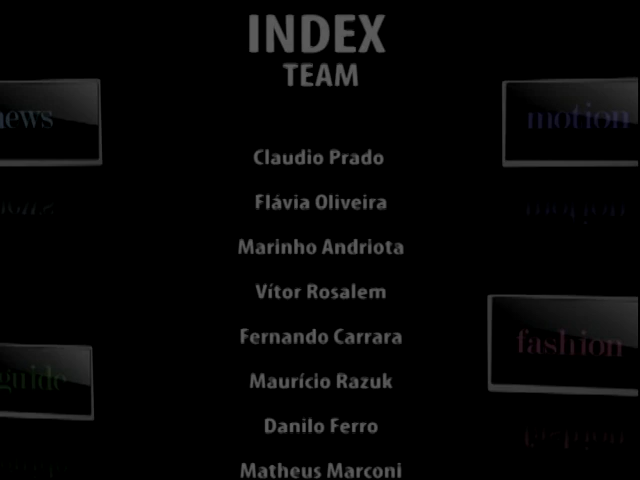 INDEX
TEAM
news
motion
Claudio Prado
Flávia Oliveira
Marinho Andriota
Vítor Rosalem
Fernando Carrara
fashion
Maurício Razuk
guide
Danilo Ferro
Matheus Marconi